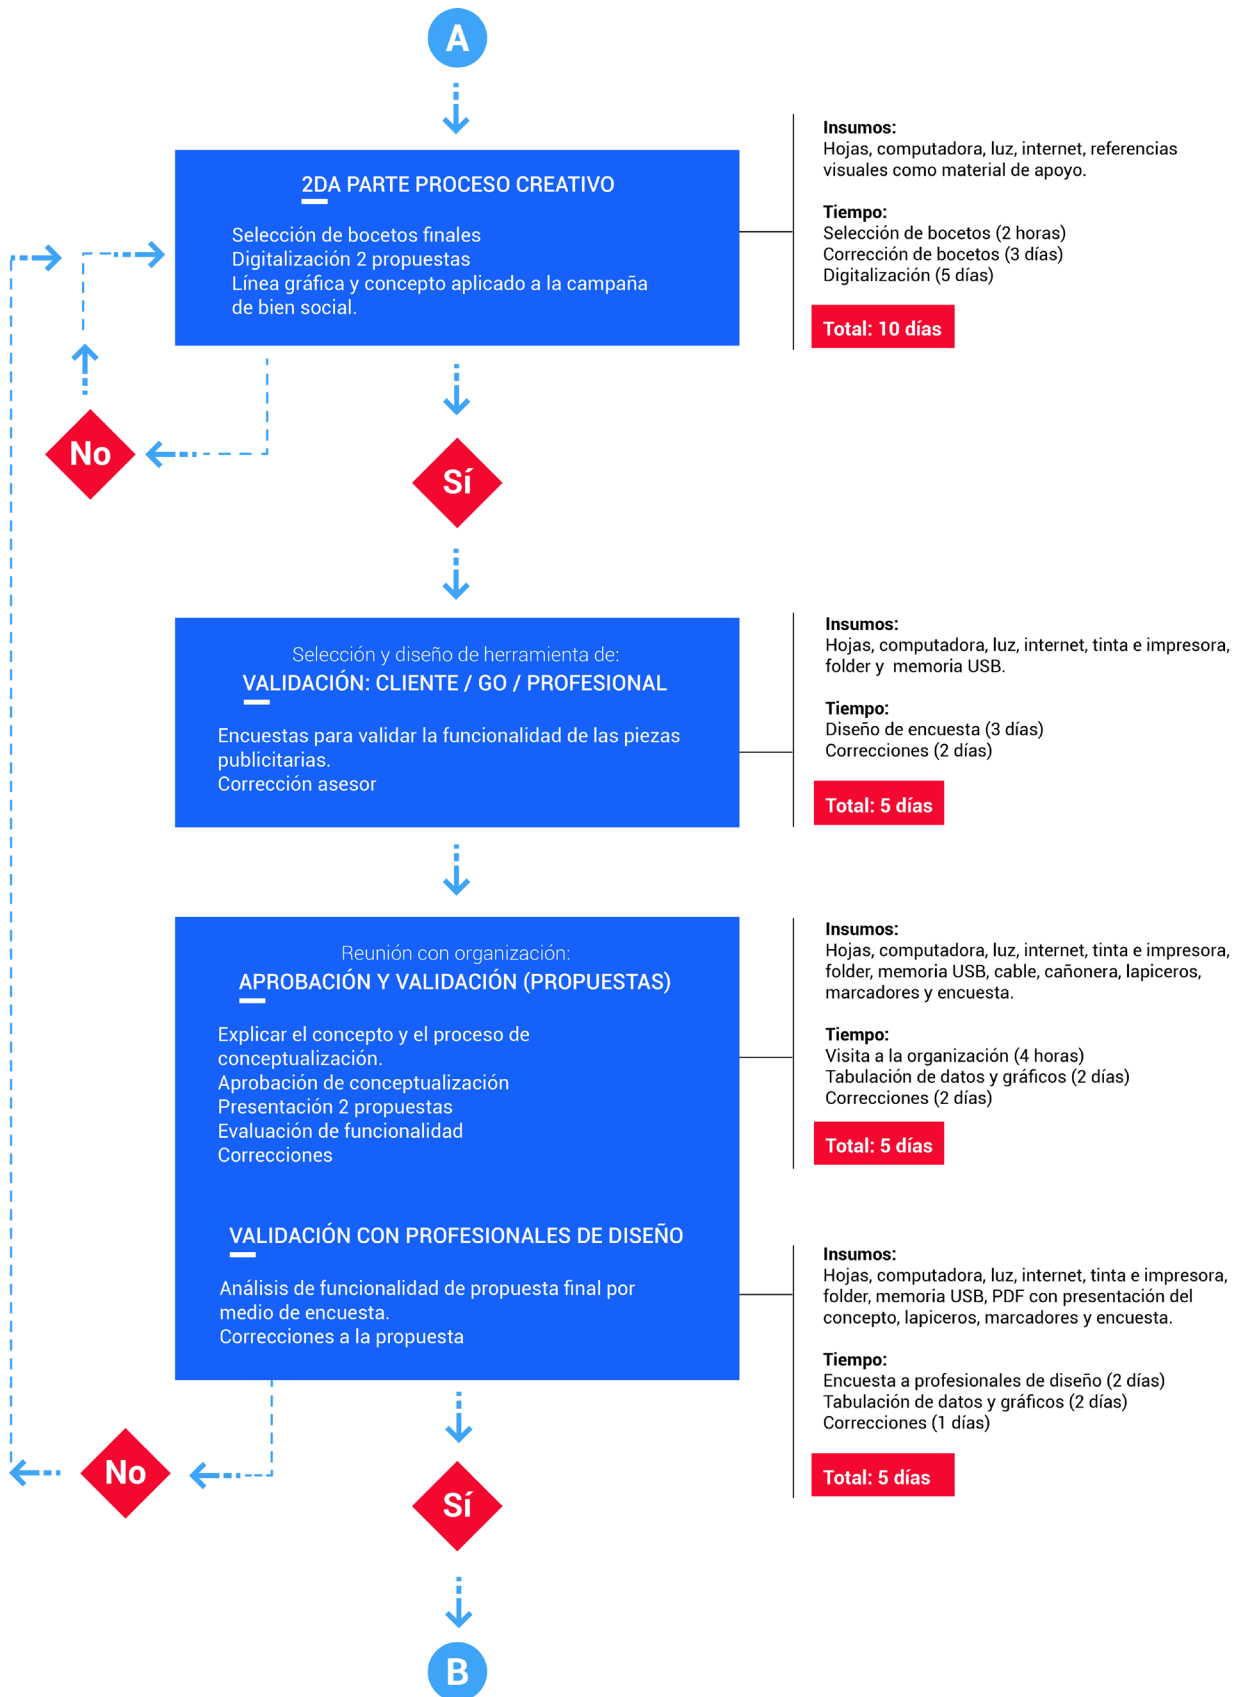 A
2DA PARTE PROCESO CREATIVO
Selección de bocetos finales
Digitalización 2 propuestas
Línea gráfica y concepto aplicado a la campaña
de bien social.
Insumos:
Hojas, computadora, luz, internet, referencias
visuales como material de apoyo.
Tiempo:
Selección de bocetos (2 horas)
Corrección de bocetos (3 días)
Digitalización (5 días)
Total: 10 días
No
Sí
Selección y diseño de herramienta de:
VALIDACIÓN: CLIENTE / GO / PROFESIONAL
Encuestas para validar la funcionalidad de las piezas
publicitarias.
Corrección asesor
Insumos:
Hojas, computadora, luz, internet, tinta e impresora,
folder y memoria USB.
Tiempo:
Diseño de encuesta (3 días)
Correcciones (2 días)
Total: 5 días
Reunión con organización:
APROBACIÓN Y VALIDACIÓN (PROPUESTAS)
Explicar el concepto y el proceso de
conceptualización.
Aprobación de conceptualización
Presentación 2 propuestas
Evaluación de funcionalidad
Correcciones
Insumos:
Hojas, computadora, luz, internet, tinta e impresora,
folder, memoria USB, cable, cañonera, lapiceros,
marcadores y encuesta.
Tiempo:
Visita a la organización (4 horas)
Tabulación de datos y gráficos (2 días)
Correcciones (2 días)
Total: 5 días
VALIDACIÓN CON PROFESIONALES DE DISEÑO
Análisis de funcionalidad de propuesta final por
medio de encuesta.
Correcciones a la propuesta
Insumos:
Hojas, computadora, luz, internet, tinta e impresora,
folder, memoria USB, PDF con presentación del
concepto, lapiceros, marcadores y encuesta.
Tiempo:
Encuesta a profesionales de diseño (2 días)
Tabulación de datos y gráficos (2 días)
Correcciones (1 días)
Total: 5 días
No
Sí
B